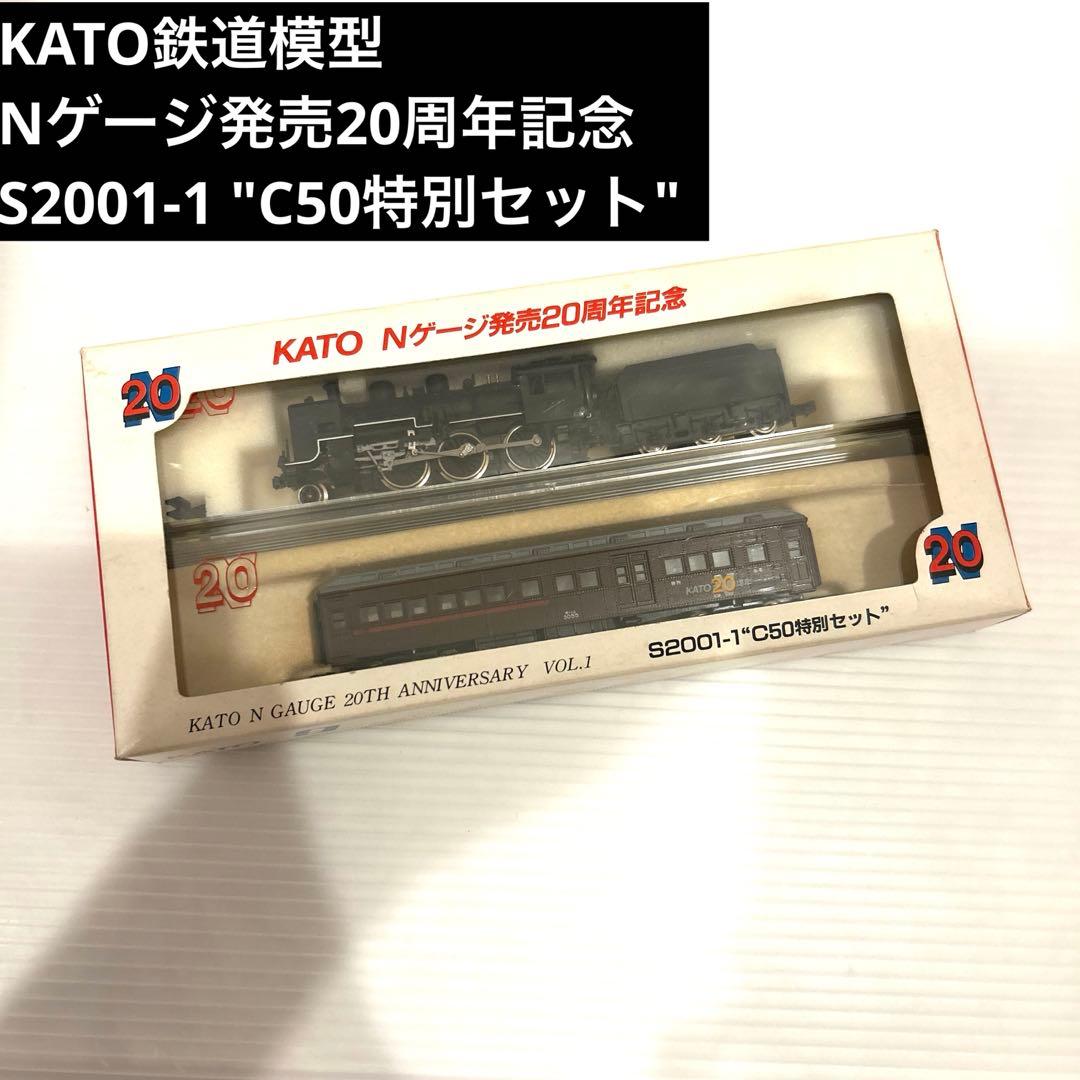 KATO鉄道模型
Nゲージ発売20周年記念
S2001-1 "C50特別セット"
KATO Nゲージ発売20周年記念
20
20
20
20
KATO 20
S2001-1“C50特別セット”
KATO N GAUGE 20TH ANNIVERSARY VOL.1